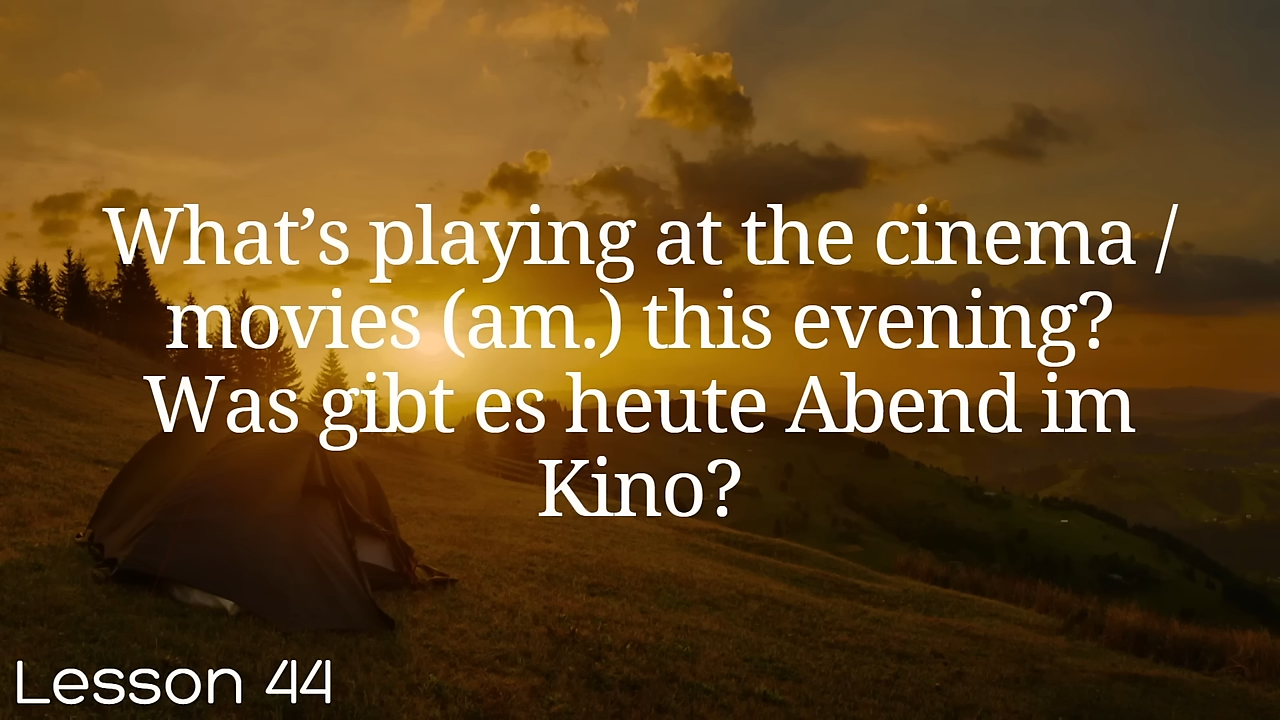 What’s playing at the cinema /
movies (am.) this evening?
Was gibt es heute Abend im
Kino?
Lesson 44